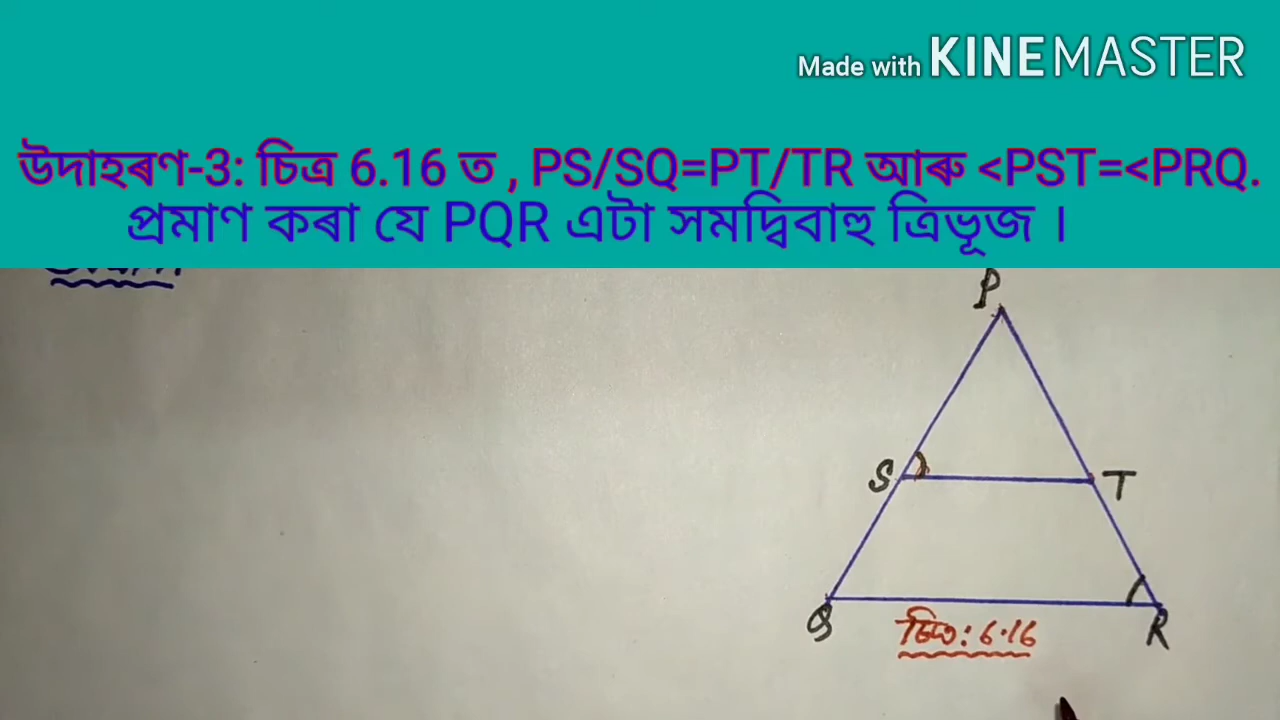 Made with KINEMASTER
উদাহৰণ-3: চিত্ৰ 6.16 ত , PS/SQ=PT/TR আৰু <PST=<PRQ.
প্ৰমাণ কৰা যে PQR এটা সমদ্বিবাহু ত্ৰিভূজ ।
P
S
T
Q
R
চিত্ৰ: 6.16